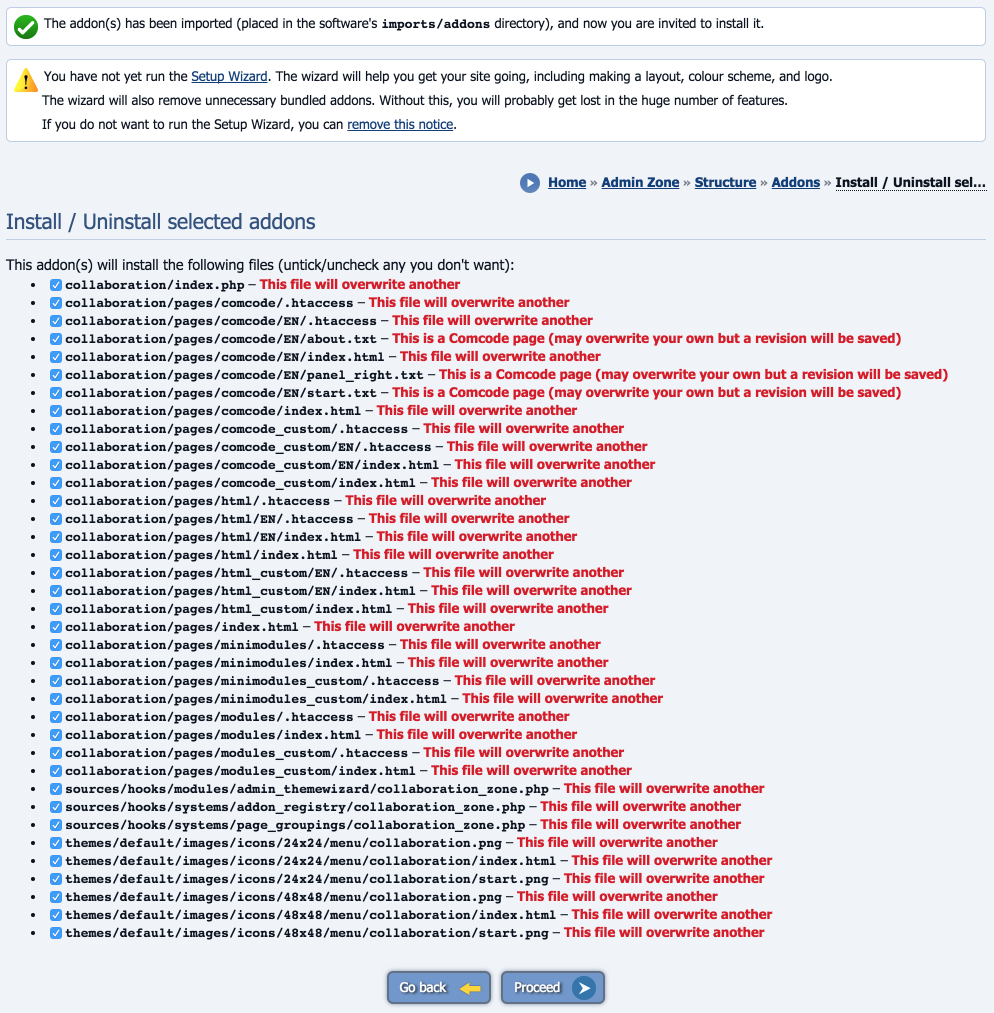 The addon(s) has been imported (placed in the software's imports/addons directory), and now you are invited to install it.
You have not yet run the Setup Wizard. The wizard will help you get your site going, including making a layout, colour scheme, and logo.
The wizard will also remove unnecessary bundled addons. Without this, you will probably get lost in the huge number of features.
If you do not want to run the Setup Wizard, you can remove this notice.
Home » Admin Zone » Structure » Addons » Install / Uninstall sel...
Install / Uninstall selected addons
This addon(s) will install the following files (untick/uncheck any you don't want):
collaboration/index.php – This file will overwrite another
collaboration/pages/comcode/.htaccess – This file will overwrite another
collaboration/pages/comcode/EN/.htaccess – This file will overwrite another
collaboration/pages/comcode/EN/about.txt – This is a Comcode page (may overwrite your own but a revision will be saved)
collaboration/pages/comcode/EN/index.html – This file will overwrite another
collaboration/pages/comcode/EN/panel_right.txt – This is a Comcode page (may overwrite your own but a revision will be saved)
collaboration/pages/comcode/EN/start.txt – This is a Comcode page (may overwrite your own but a revision will be saved)
collaboration/pages/comcode/index.html – This file will overwrite another
collaboration/pages/comcode_custom/.htaccess – This file will overwrite another
collaboration/pages/comcode_custom/EN/.htaccess – This file will overwrite another
collaboration/pages/comcode_custom/EN/index.html – This file will overwrite another
collaboration/pages/comcode_custom/index.html – This file will overwrite another
collaboration/pages/html/.htaccess – This file will overwrite another
collaboration/pages/html/EN/.htaccess – This file will overwrite another
collaboration/pages/html/EN/index.html – This file will overwrite another
collaboration/pages/html/index.html – This file will overwrite another
collaboration/pages/html_custom/EN/.htaccess – This file will overwrite another
collaboration/pages/html_custom/EN/index.html – This file will overwrite another
collaboration/pages/html_custom/index.html – This file will overwrite another
collaboration/pages/index.html – This file will overwrite another
collaboration/pages/minimodules/.htaccess – This file will overwrite another
collaboration/pages/minimodules/index.html – This file will overwrite another
collaboration/pages/minimodules_custom/.htaccess – This file will overwrite another
collaboration/pages/minimodules_custom/index.html – This file will overwrite another
collaboration/pages/modules/.htaccess – This file will overwrite another
collaboration/pages/modules/index.html – This file will overwrite another
collaboration/pages/modules_custom/.htaccess – This file will overwrite another
collaboration/pages/modules_custom/index.html – This file will overwrite another
sources/hooks/modules/admin_themewizard/collaboration_zone.php – This file will overwrite another
sources/hooks/systems/addon_registry/collaboration_zone.php – This file will overwrite another
sources/hooks/systems/page_groupings/collaboration_zone.php – This file will overwrite another
themes/default/images/icons/24x24/menu/collaboration.png – This file will overwrite another
themes/default/images/icons/24x24/menu/collaboration/index.html – This file will overwrite another
themes/default/images/icons/24x24/menu/collaboration/start.png – This file will overwrite another
themes/default/images/icons/48x48/menu/collaboration.png – This file will overwrite another
themes/default/images/icons/48x48/menu/collaboration/index.html – This file will overwrite another
themes/default/images/icons/48x48/menu/collaboration/start.png – This file will overwrite another
Go back Proceed